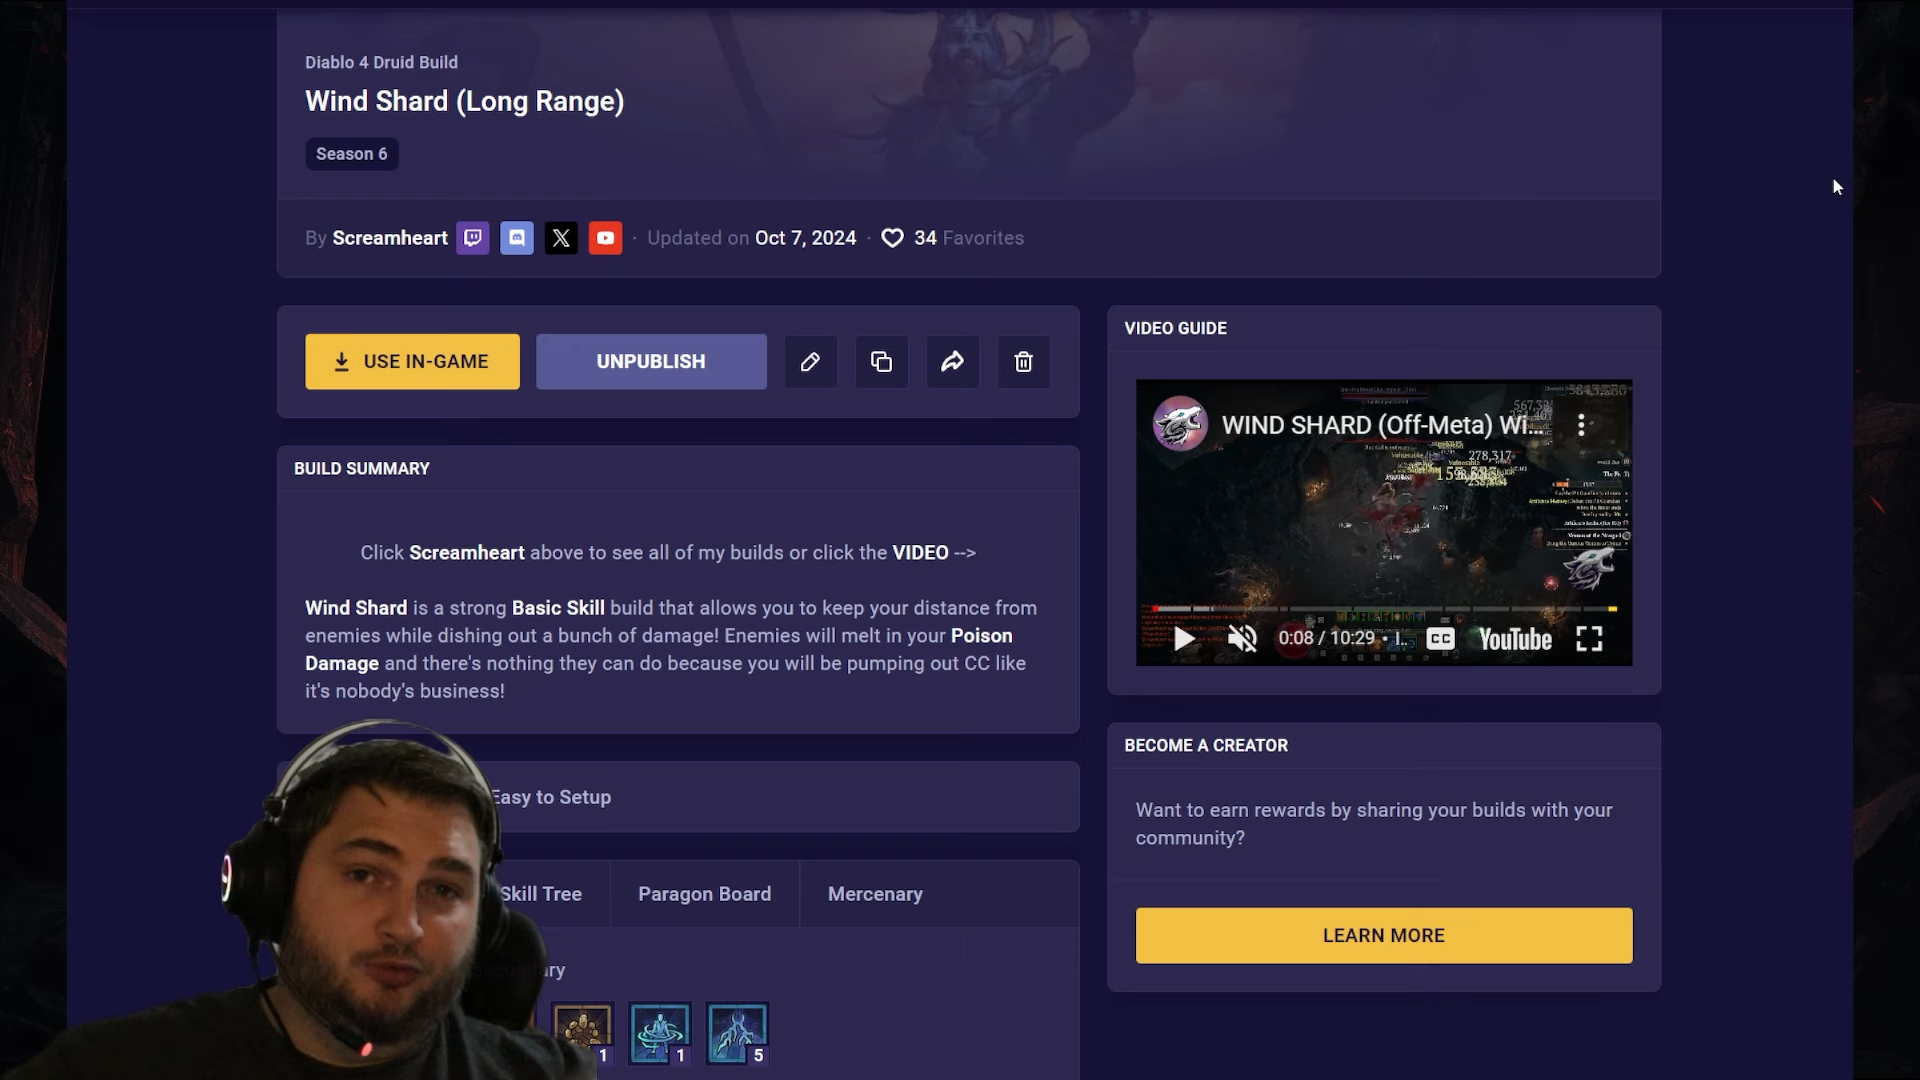 Diablo 4 Druid Build
Wind Shard (Long Range)
Season 6
By Screamheart · Updated on Oct 7, 2024 · 34 Favorites
USE IN-GAME
UNPUBLISH
BUILD SUMMARY
Click Screamheart above to see all of my builds or click the VIDEO -->
Wind Shard is a strong Basic Skill build that allows you to keep your distance from
enemies while dishing out a bunch of damage! Enemies will melt in your Poison
Damage and there's nothing they can do because you will be pumping out CC like
it's nobody's business!
Easy to Setup
Skill Tree
Paragon Board
Mercenary
1
1
5
VIDEO GUIDE
WIND SHARD (Off-Meta) Wi...
278,317
0:08 / 10:29 •
CC
YouTube
BECOME A CREATOR
Want to earn rewards by sharing your builds with your
community?
LEARN MORE